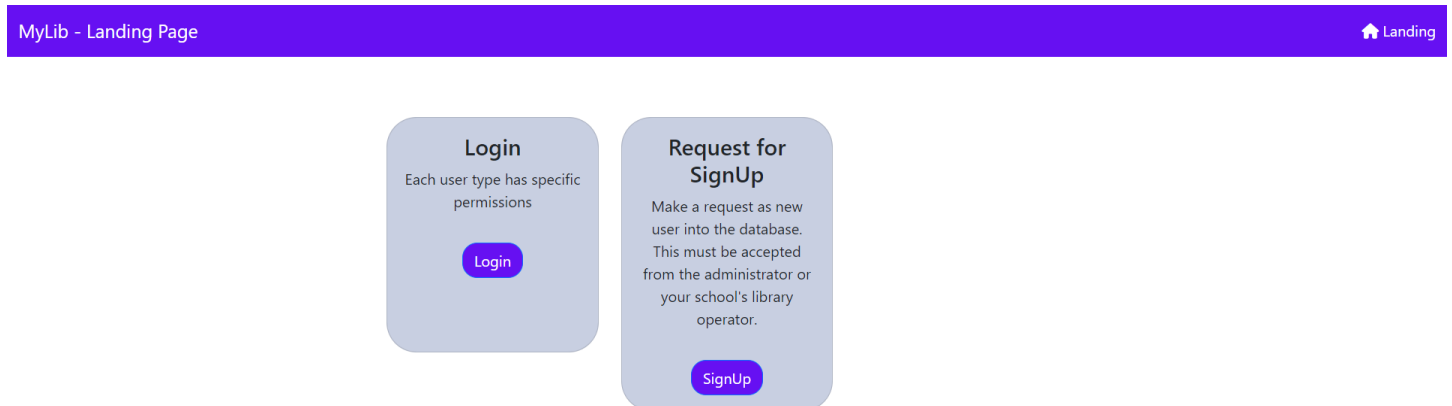 MyLib - Landing Page
Landing
Login
Each user type has specific
permissions
Login
Request for
SignUp
Make a request as new
user into the database.
This must be accepted
from the administrator or
your school's library
operator.
SignUp